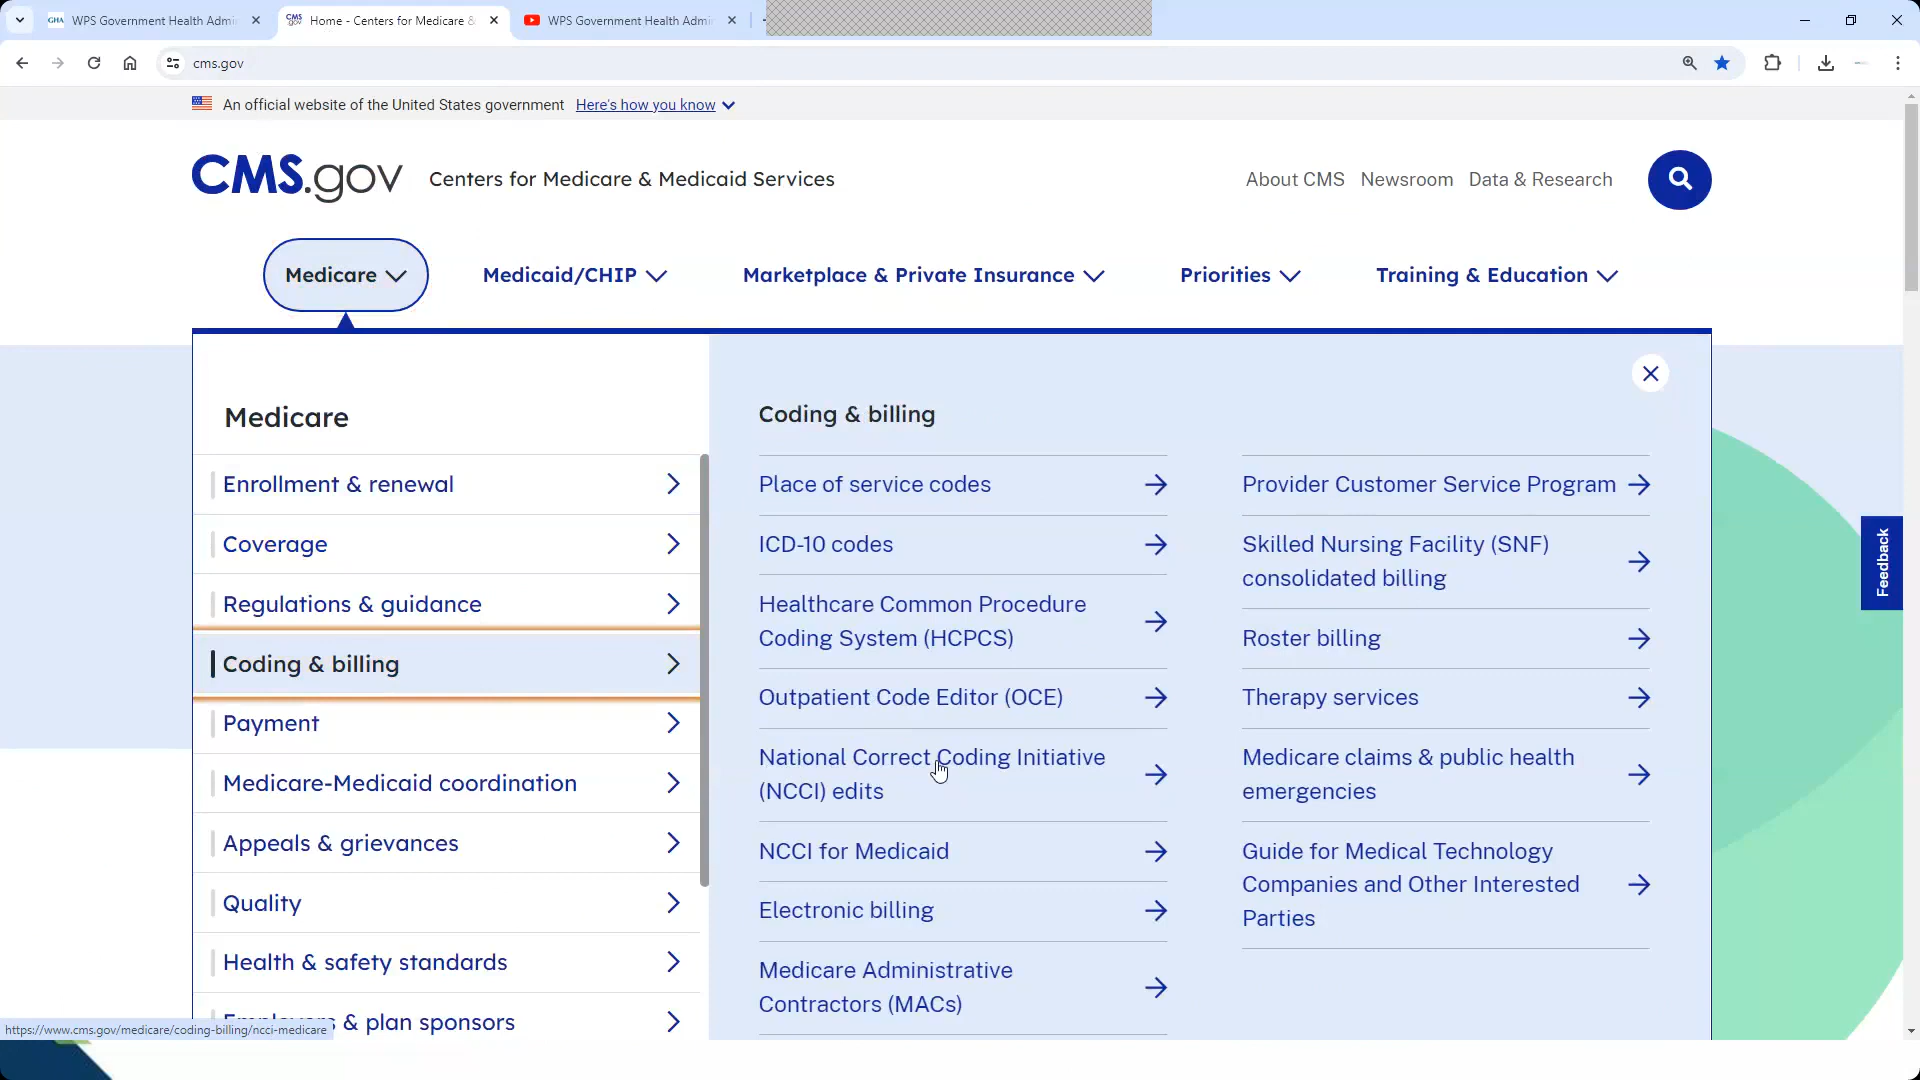 GHA WPS Government Health Admi
CMS.gov Home - Centers for Medicare &
WPS Government Health Admi
cms.gov
An official website of the United States government Here's how you know
CMS.gov Centers for Medicare & Medicaid Services
About CMS Newsroom Data & Research
Medicare Medicaid/CHIP Marketplace & Private Insurance Priorities Training & Education
Medicare
Enrollment & renewal
Coverage
Regulations & guidance
Coding & billing
Payment
Medicare-Medicaid coordination
Appeals & grievances
Quality
Health & safety standards
& plan sponsors
Coding & billing
Place of service codes
ICD-10 codes
Healthcare Common Procedure
Coding System (HCPCS)
Outpatient Code Editor (OCE)
National Correct Coding Initiative
(NCCI) edits
NCCI for Medicaid
Electronic billing
Medicare Administrative
Contractors (MACs)
Provider Customer Service Program
Skilled Nursing Facility (SNF)
consolidated billing
Roster billing
Therapy services
Medicare claims & public health
emergencies
Guide for Medical Technology
Companies and Other Interested
Parties
Feedback
https://www.cms.gov/medicare/coding-billing/ncci-medicare